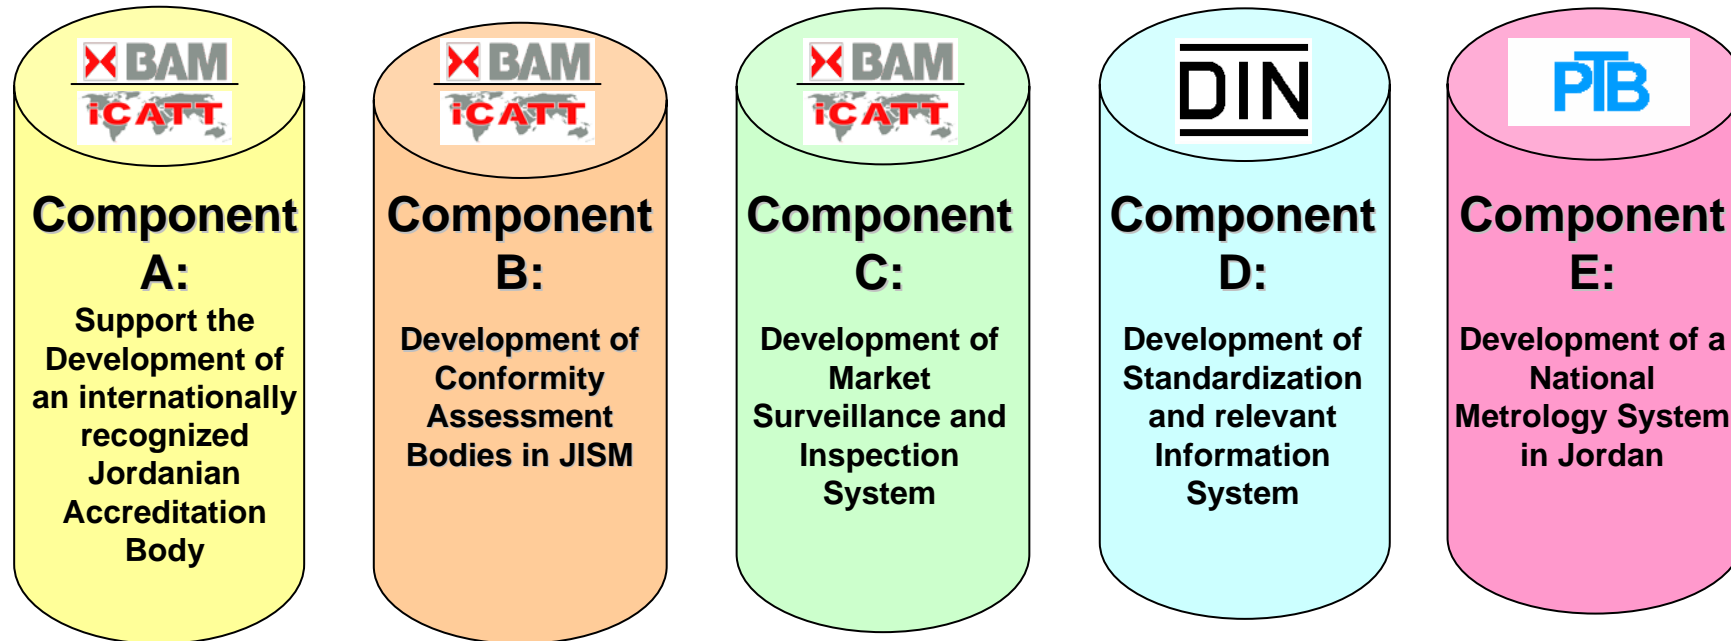 BAM
iCATT
Component
A:
Support the
Development of
an internationally
recognized
Jordanian
Accreditation
Body
BAM
iCATT
Component
B:
Development of
Conformity
Assessment
Bodies in JISM
BAM
iCATT
Component
C:
Development of
Market
Surveillance and
Inspection
System
DIN
Component
D:
Development of
Standardization
and relevant
Information
System
PTB
Component
E:
Development of a
National
Metrology System
in Jordan